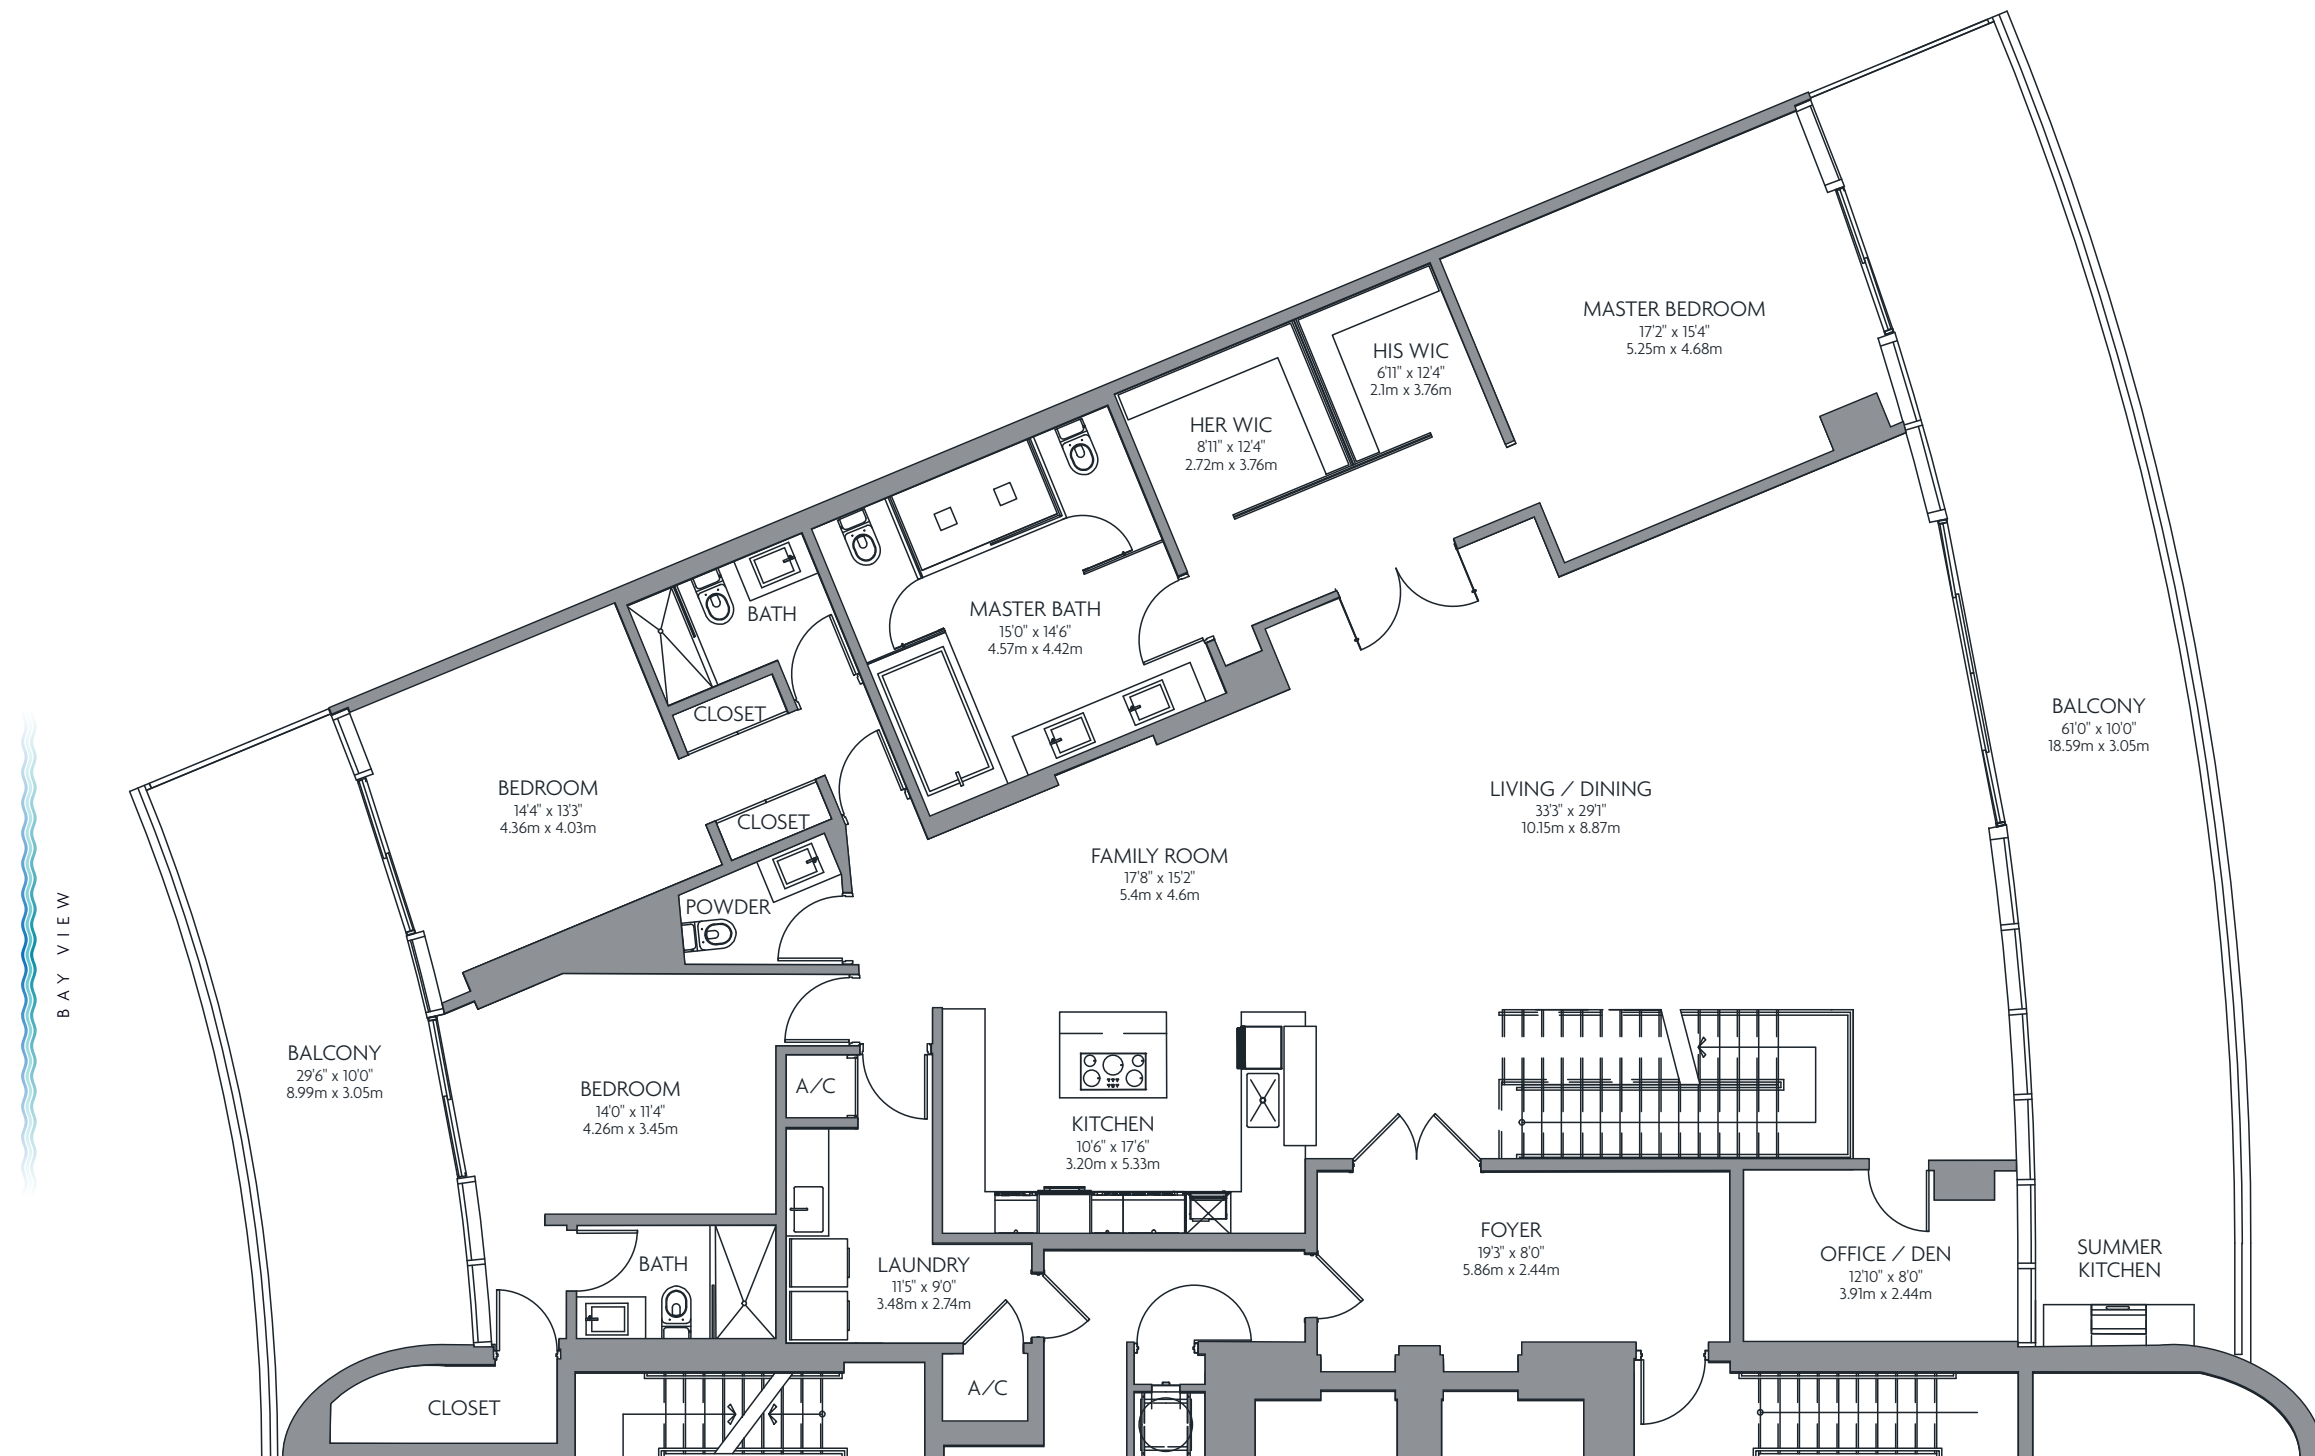 MASTER BEDROOM
17'2" x 15'4"
5.25m x 4.68m
HIS WIC
6'11" x 12'4"
2.1m x 3.76m
HER WIC
8'11" x 12'4"
2.72m x 3.76m
BATH
MASTER BATH
15'0" x 14'6"
4.57m x 4.42m
CLOSET
BALCONY
61'0" x 10'0"
18.59m x 3.05m
BEDROOM
14'4" x 13'3"
4.36m x 4.03m
CLOSET
LIVING / DINING
33'3" x 29'1"
10.15m x 8.87m
FAMILY ROOM
17'8" x 15'2"
5.4m x 4.6m
POWDER
BAY VIEW
BALCONY
29'6" x 10'0"
8.99m x 3.05m
BEDROOM
14'0" x 11'4"
4.26m x 3.45m
A/C
KITCHEN
10'6" x 17'6"
3.20m x 5.33m
FOYER
19'3" x 8'0"
5.86m x 2.44m
OFFICE / DEN
12'10" x 8'0"
3.91m x 2.44m
SUMMER
KITCHEN
BATH
LAUNDRY
11'5" x 9'0"
3.48m x 2.74m
A/C
CLOSET